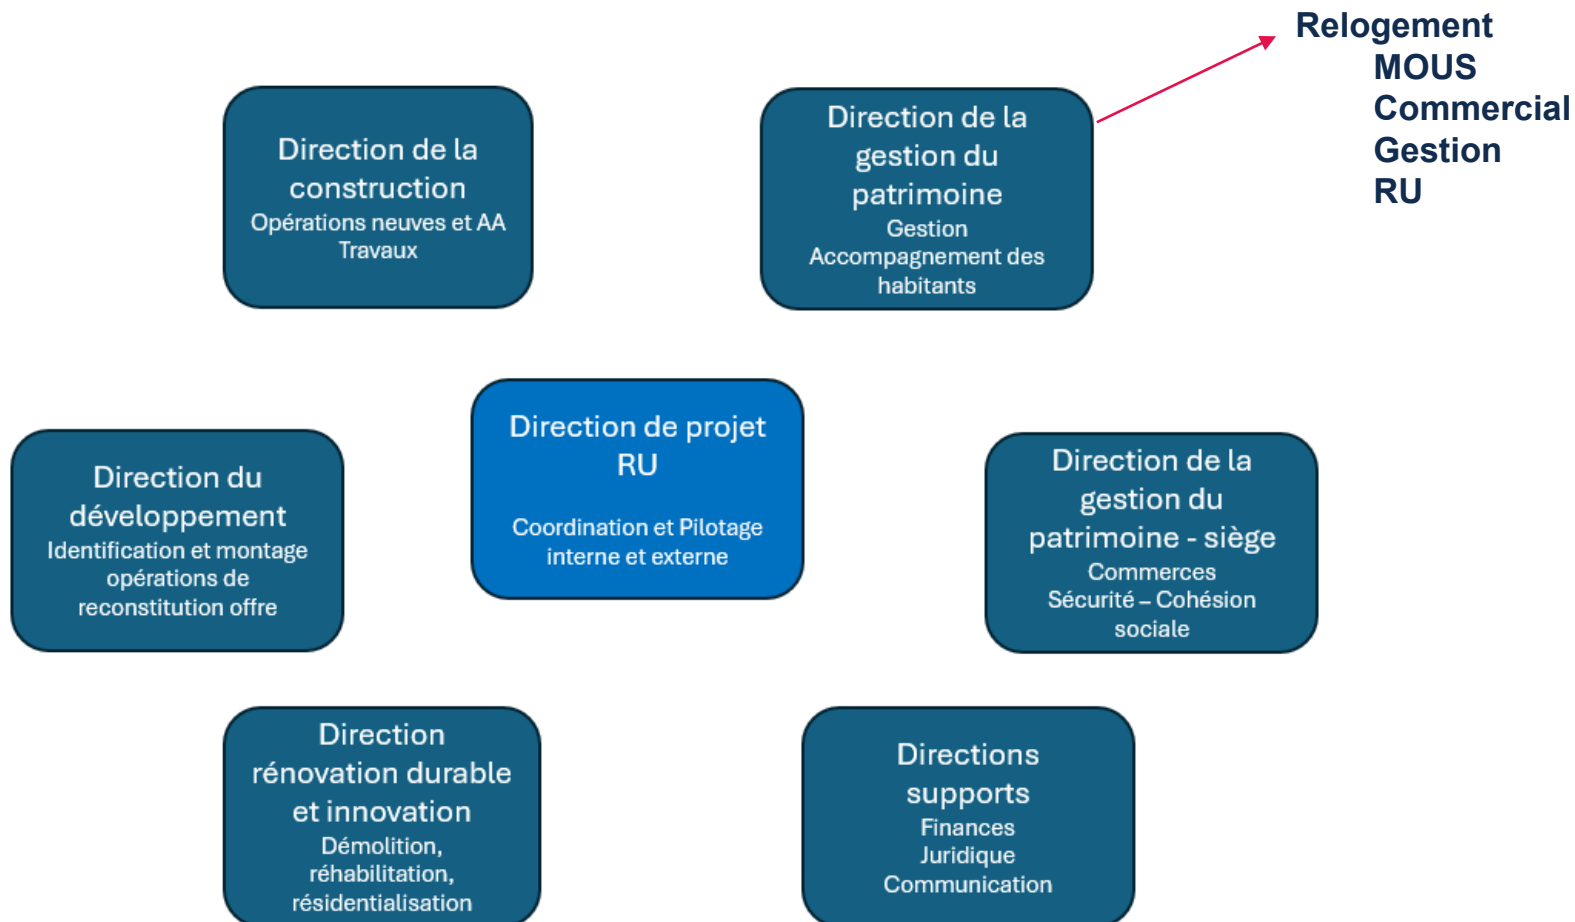 Relogement
MOUS
Commercial
Gestion
RU
Direction de la
construction
Opérations neuves et AA
Travaux
Direction de la
gestion du
patrimoine
Gestion
Accompagnement des
habitants
Direction de projet
RU
Coordination et Pilotage
interne et externe
Direction du
développement
Identification et montage
opérations de
reconstitution offre
Direction de la
gestion du
patrimoine - siège
Commerces
Sécurité – Cohésion
sociale
Direction
rénovation durable
et innovation
Démolition,
réhabilitation,
résidentialisation
Directions
supports
Finances
Juridique
Communication